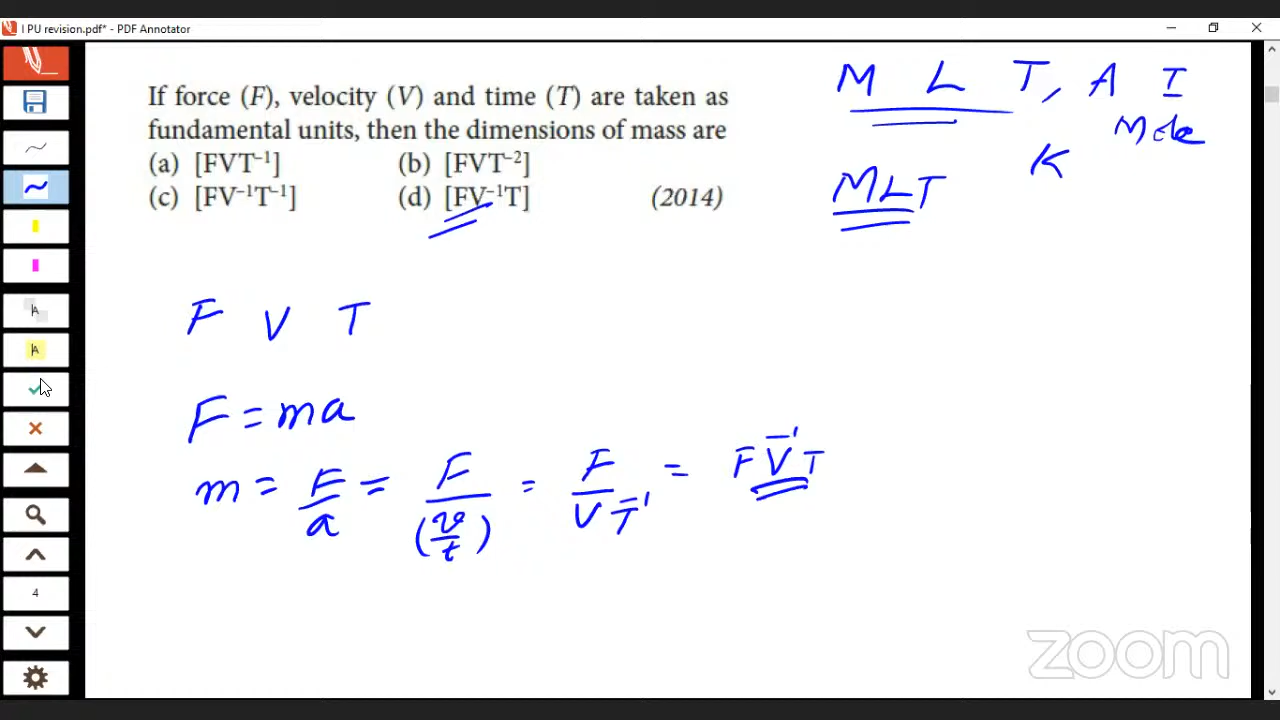 I PU revision.pdf* - PDF Annotator
If force (F), velocity (V) and time (T) are taken as
fundamental units, then the dimensions of mass are
(a) [FVT⁻¹] (b) [FVT⁻²]
(c) [FV⁻¹T⁻¹] (d) [FV⁻¹T] (2014)
M L T, A I
Mole
K
MLT
F V T
F = ma
m = F/a = F/(v/t) = F/VT⁻¹ = FV⁻¹T
4
zoom